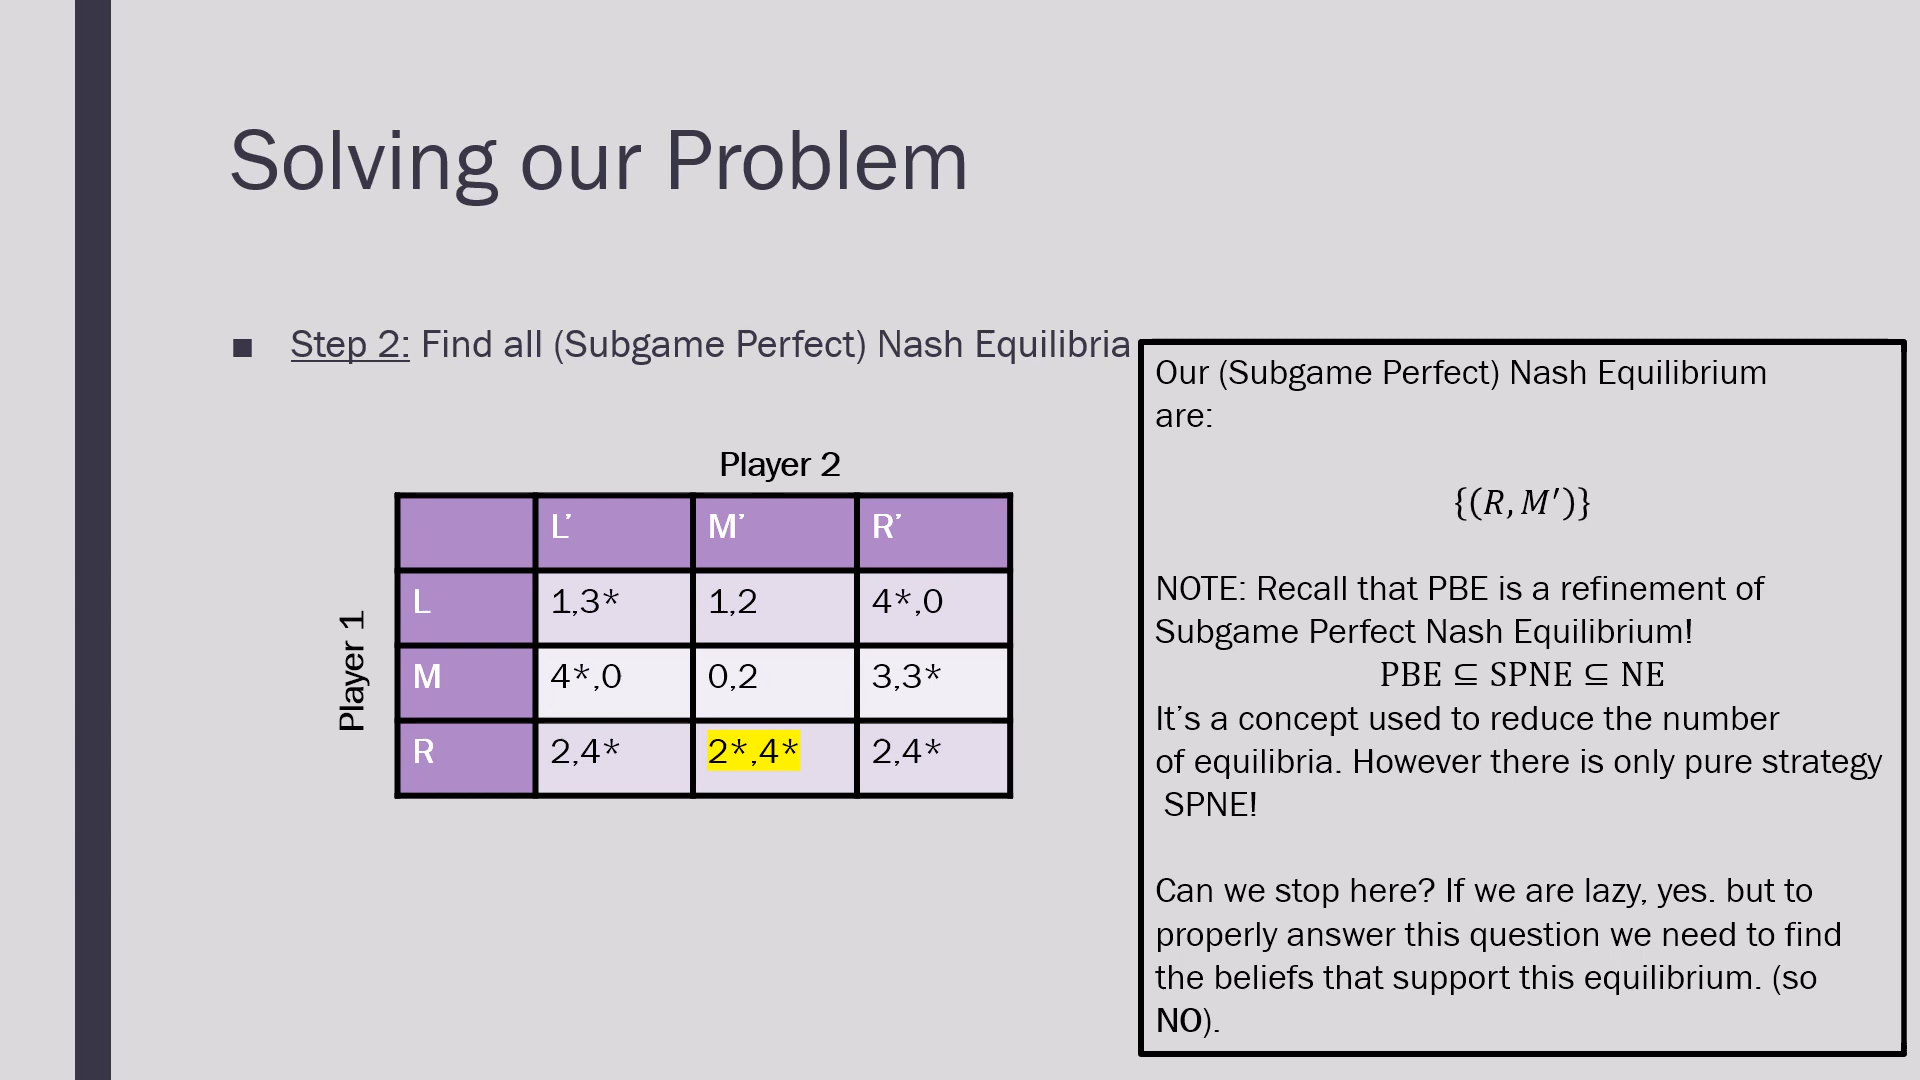 Solving our Problem
■ Step 2: Find all (Subgame Perfect) Nash Equilibria
Player 2
Player 1
L’ M’ R’
L 1,3* 1,2 4*,0
M 4*,0 0,2 3,3*
R 2,4* 2*,4* 2,4*
Our (Subgame Perfect) Nash Equilibrium
are:
{(R, M′)}
NOTE: Recall that PBE is a refinement of
Subgame Perfect Nash Equilibrium!
PBE ⊆ SPNE ⊆ NE
It’s a concept used to reduce the number
of equilibria. However there is only pure strategy
SPNE!
Can we stop here? If we are lazy, yes. but to
properly answer this question we need to find
the beliefs that support this equilibrium. (so
NO).